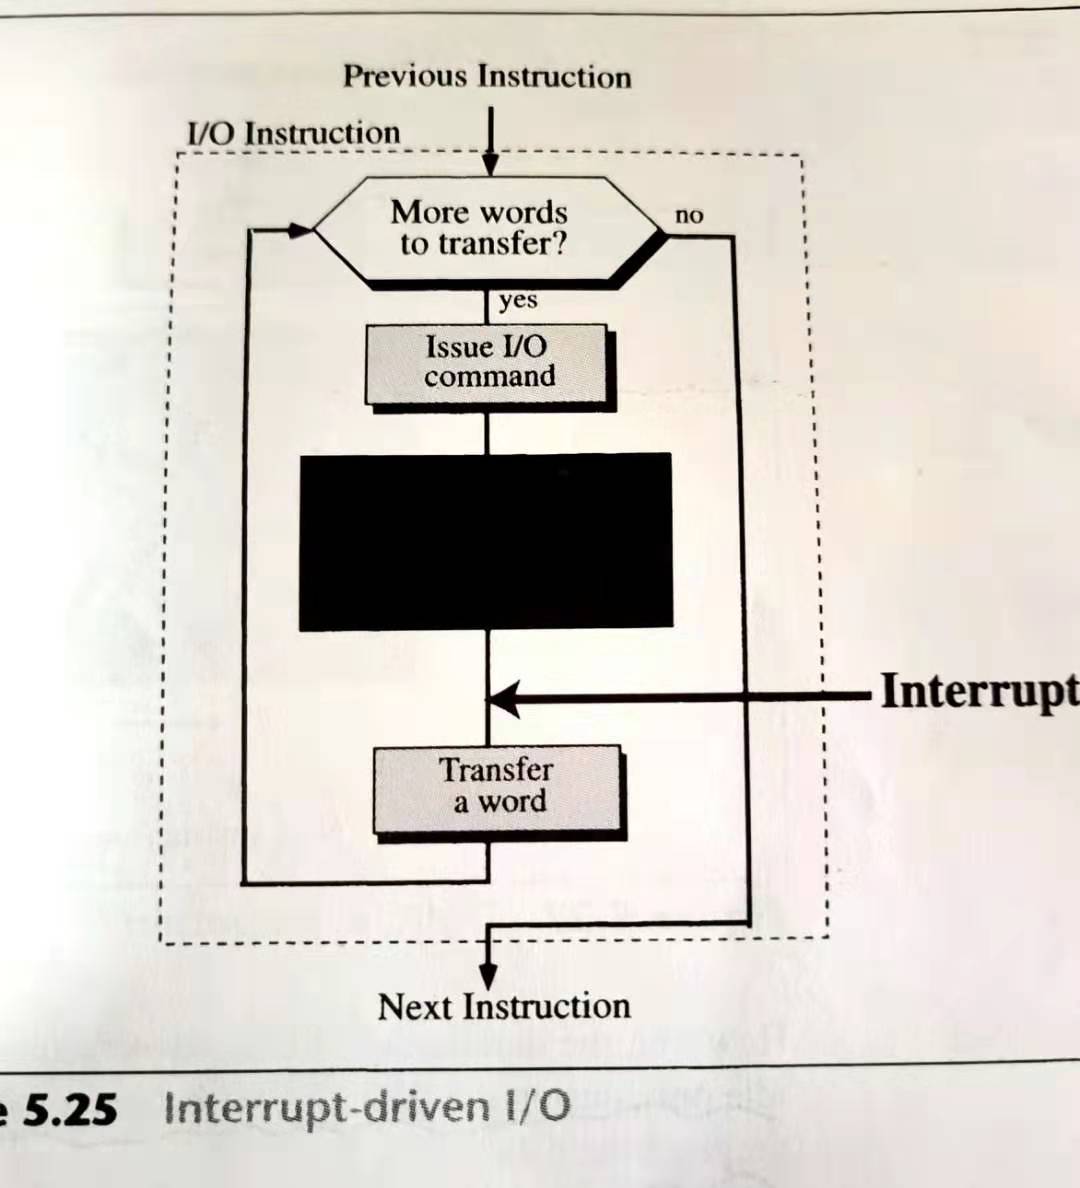 Previous Instruction
I/O Instruction
More words
to transfer?
no
yes
Issue I/O
command
Interrupt
Transfer
a word
Next Instruction
5.25 Interrupt-driven I/O